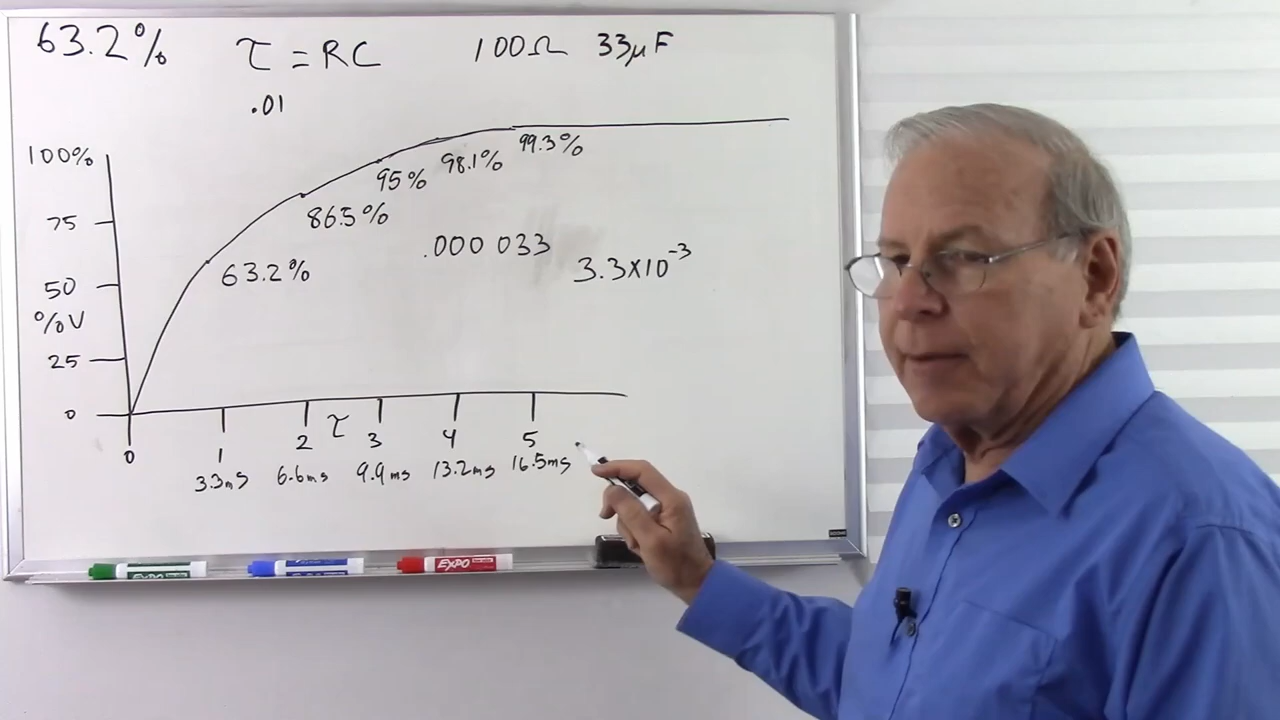 63.2% τ = RC 100Ω 33μF
.01
100%
99.3%
98.1%
95%
86.5%
75
.000 033
3.3X10⁻³
63.2%
50
%V
25
0
0 1 2 τ 3 4 5
3.3ms 6.6ms 9.9ms 13.2ms 16.5ms
EXPO EXPO